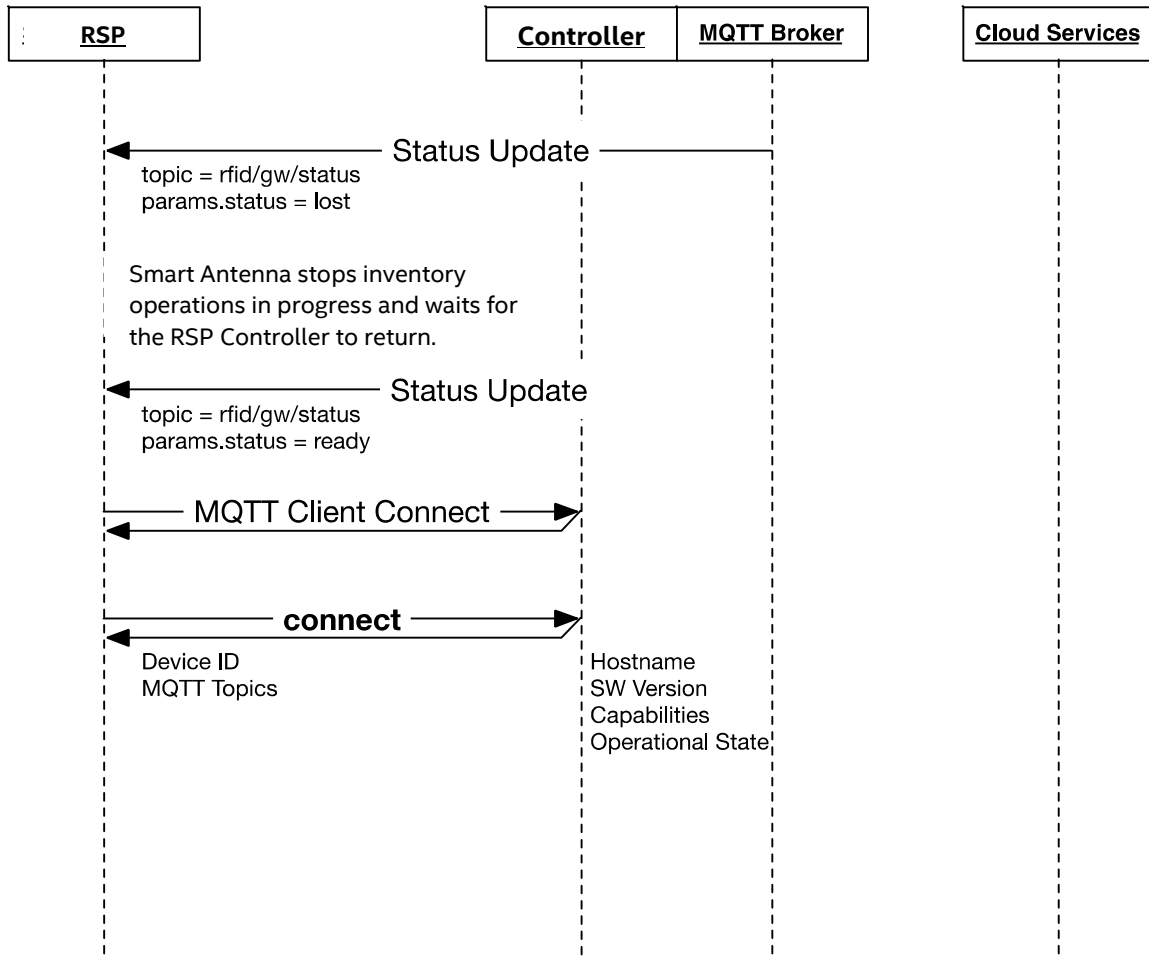 RSP
Controller
MQTT Broker
Cloud Services
Status Update
topic = rfid/gw/status
params.status = lost
Smart Antenna stops inventory
operations in progress and waits for
the RSP Controller to return.
Status Update
topic = rfid/gw/status
params.status = ready
MQTT Client Connect
connect
Device ID
MQTT Topics
Hostname
SW Version
Capabilities
Operational State